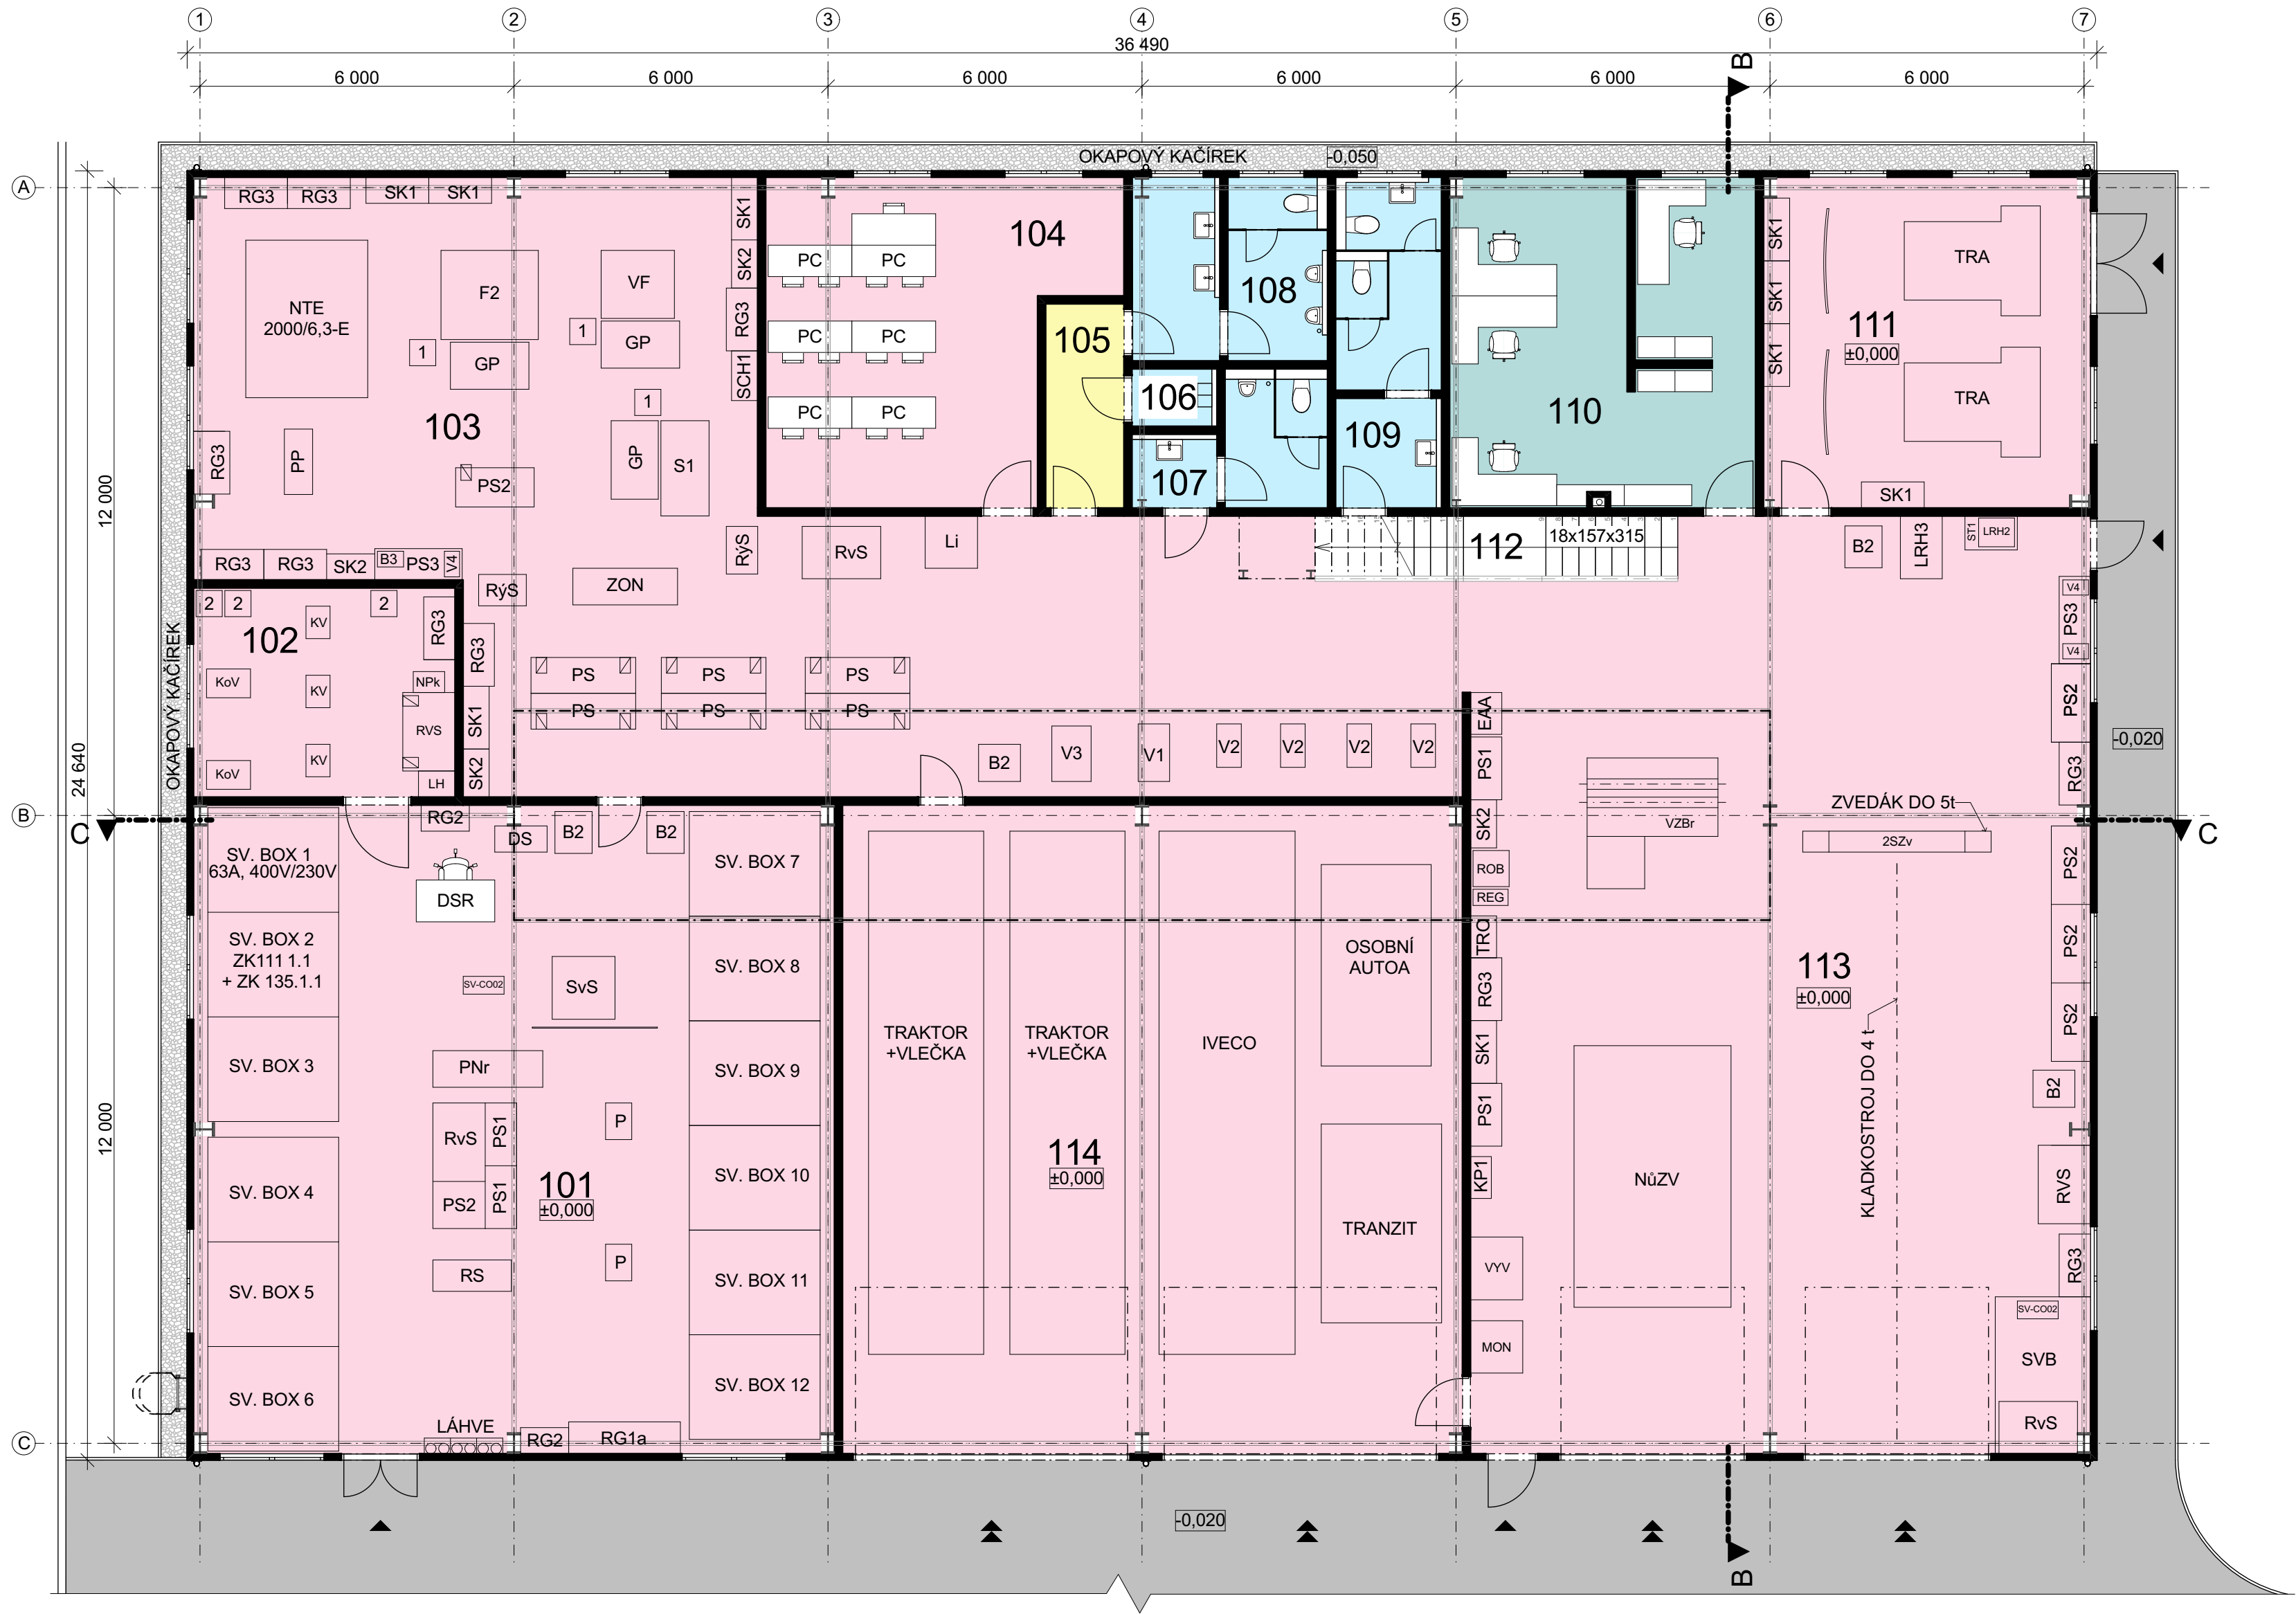 1 2 3 4 5 6 7
36 490
6 000 6 000 6 000 6 000 6 000 6 000
B
OKAPOVÝ KAČÍREK -0,050
A
RG3 RG3 SK1 SK1
NTE
2000/6,3-E
F2
VF
1
GP
1
GP
1
GP
S1
103
RG3
PP
PS2
SK1
SK2
RG3
SCH1
104
PC PC
PC PC
PC PC
105
106
107
108
109
110
111
±0,000
SK1
SK1
SK1
TRA
TRA
SK1
12 000
RG3 RG3 SK2 B3 PS3 V4
RýS
ZON
RýS
RvS
Li
112
18x157x315
B2
LRH3
ST1
LRH2
V4
PS3
V4
PS2
RG3
2 2 2
KV
102
RG3
RG3
KoV
KV
NPk
RVS
SK1
KoV
KV
LH
SK2
PS PS PS
PS PS PS
B2
V3
V1
V2 V2 V2 V2
EAA
PS1
SK2
ROB
REG
TRO
RG3
SK1
PS1
KP1
VYV
MON
VZBr
ZVEDÁK DO 5t
2SZv
-0,020
OKAPOVÝ KAČÍREK
24 640
B
C
C
RG2
DS
B2
B2
DSR
SV. BOX 1
63A, 400V/230V
SV. BOX 2
ZK111 1.1
+ ZK 135.1.1
SV. BOX 3
SV. BOX 4
SV. BOX 5
SV. BOX 6
SV-CO02
SvS
PNr
RvS
PS1
PS2
PS1
RS
P
P
101
±0,000
LÁHVE
RG2
RG1a
SV. BOX 7
SV. BOX 8
SV. BOX 9
SV. BOX 10
SV. BOX 11
SV. BOX 12
TRAKTOR
+VLEČKA
TRAKTOR
+VLEČKA
IVECO
OSOBNÍ
AUTOA
TRANZIT
114
±0,000
NůZV
113
±0,000
KLADKOSTROJ DO 4 t
PS2
PS2
PS2
B2
RVS
RG3
SV-CO02
SVB
RvS
12 000
C
-0,020
B